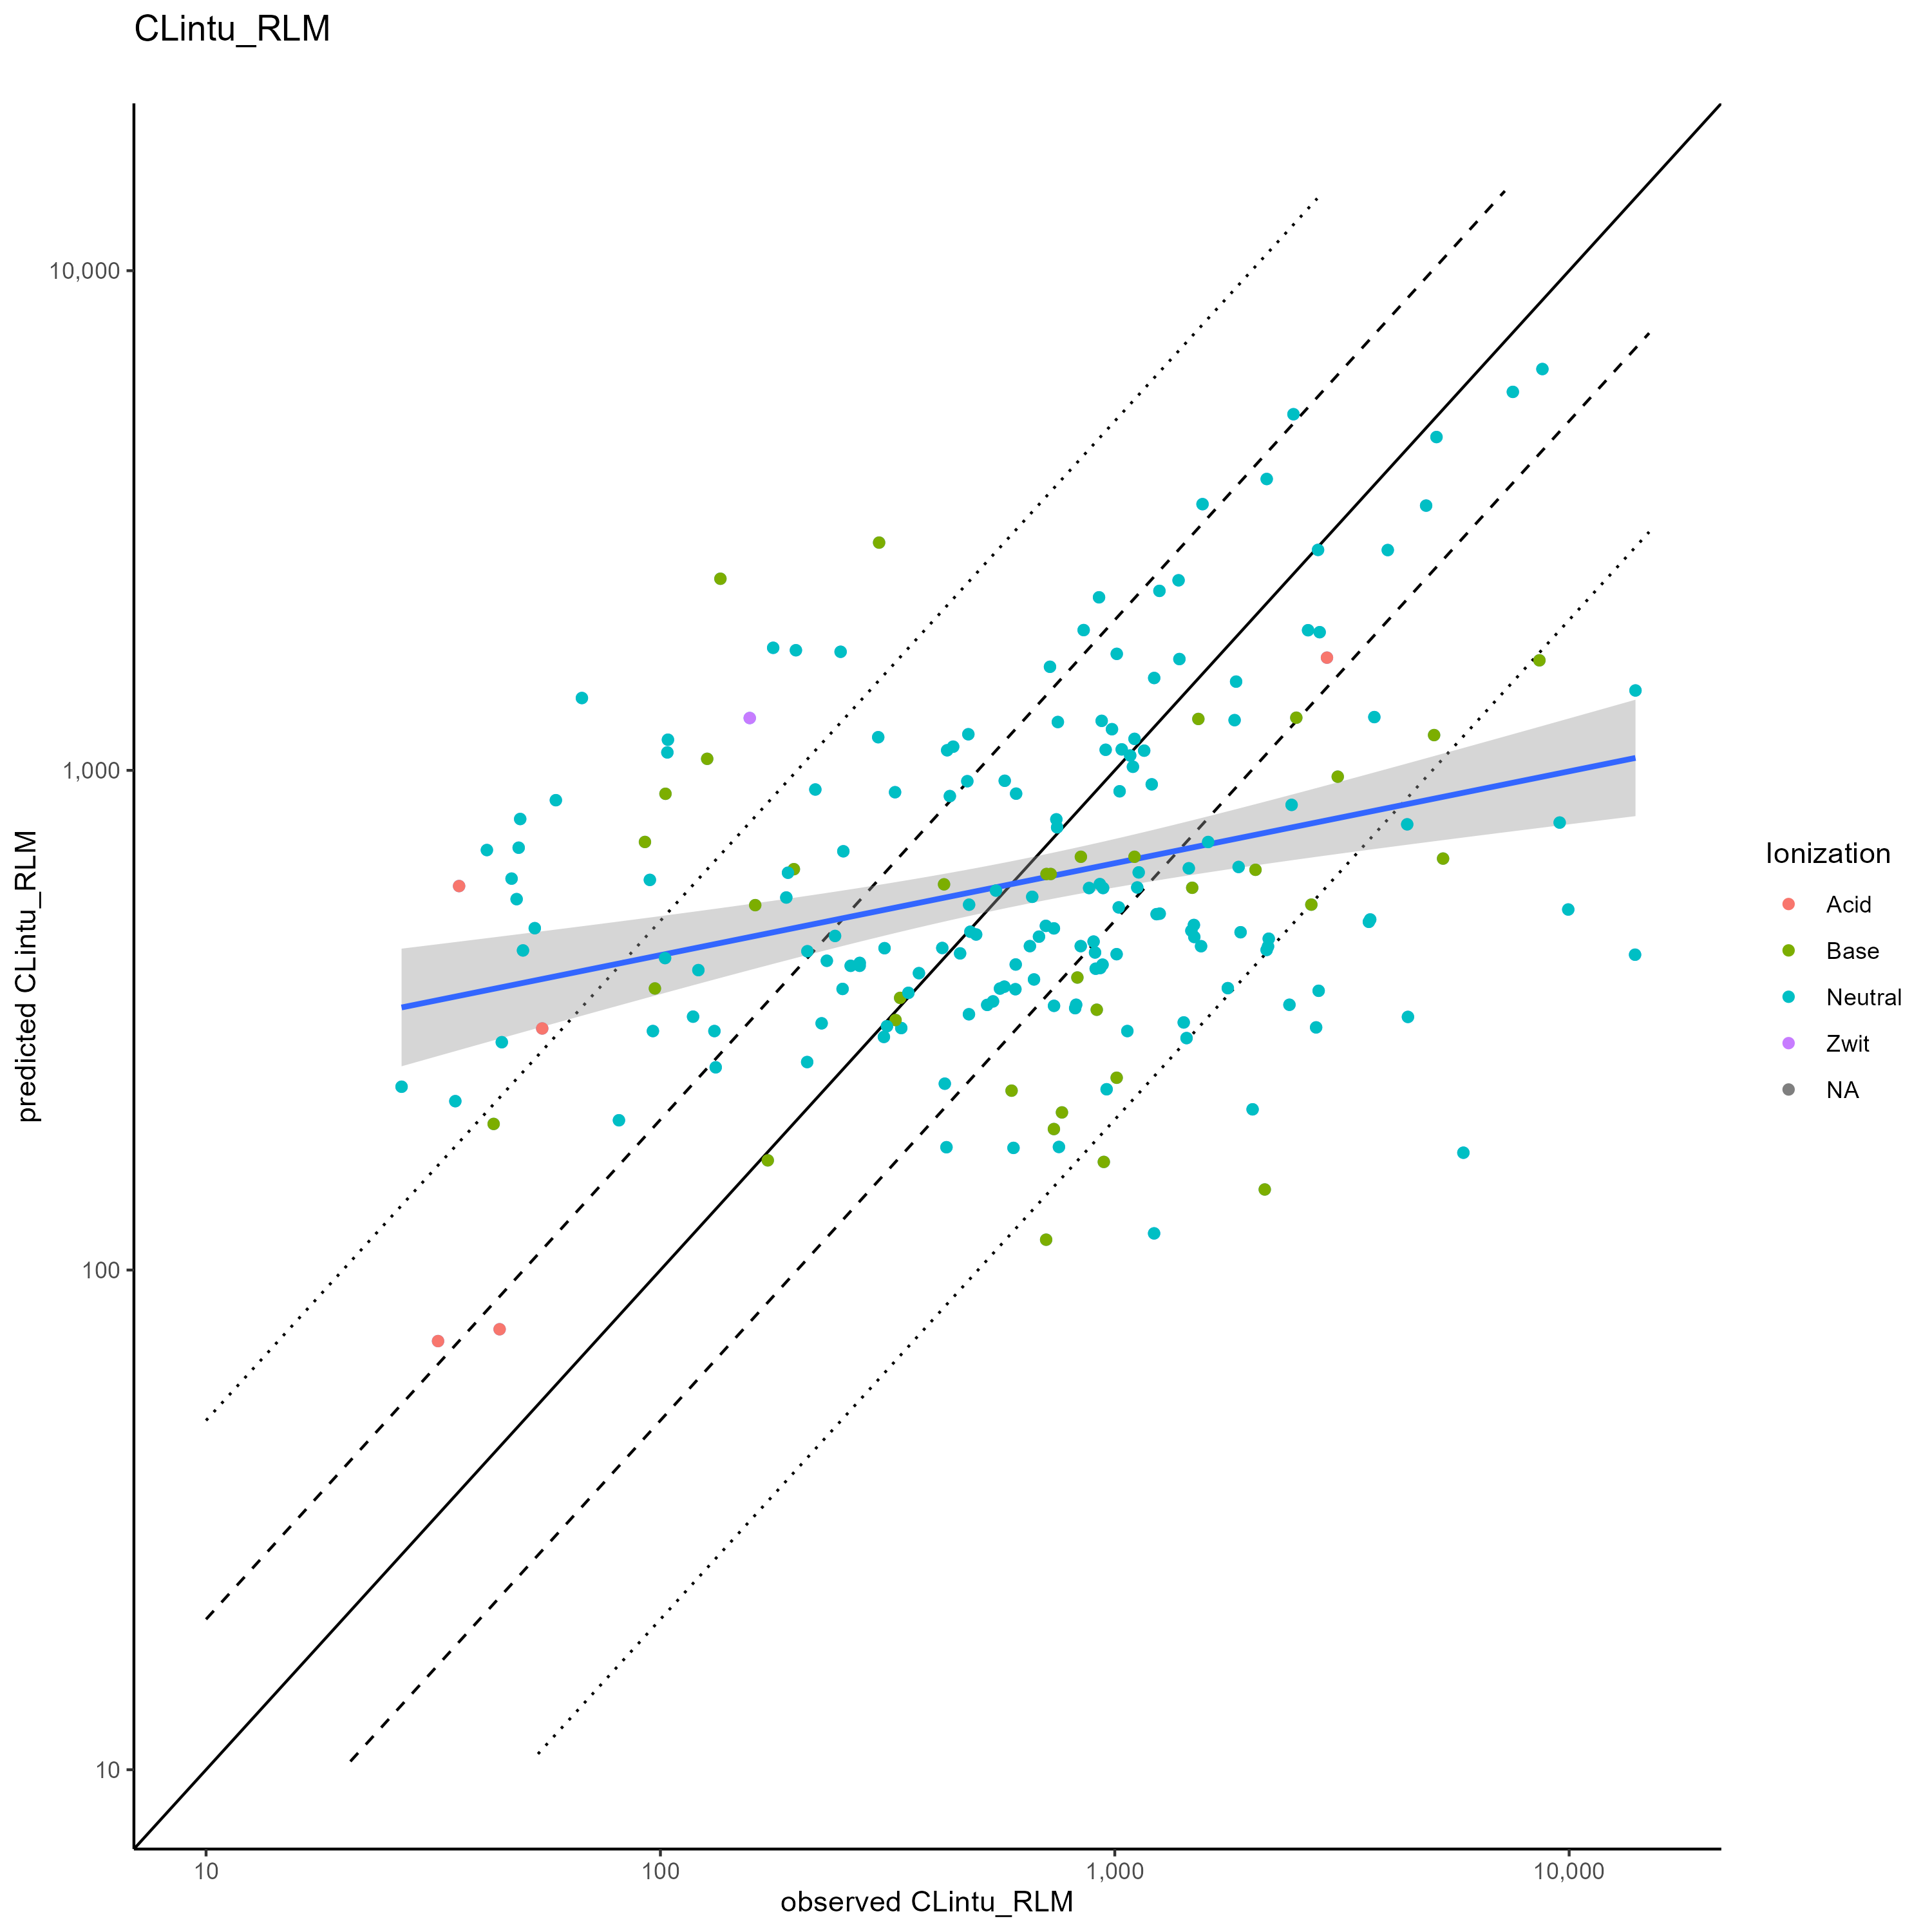 CLintu_RLM
10,000
1,000
100
10
predicted CLintu_RLM
10
100
1,000
10,000
observed CLintu_RLM
Ionization
Acid
Base
Neutral
Zwit
NA